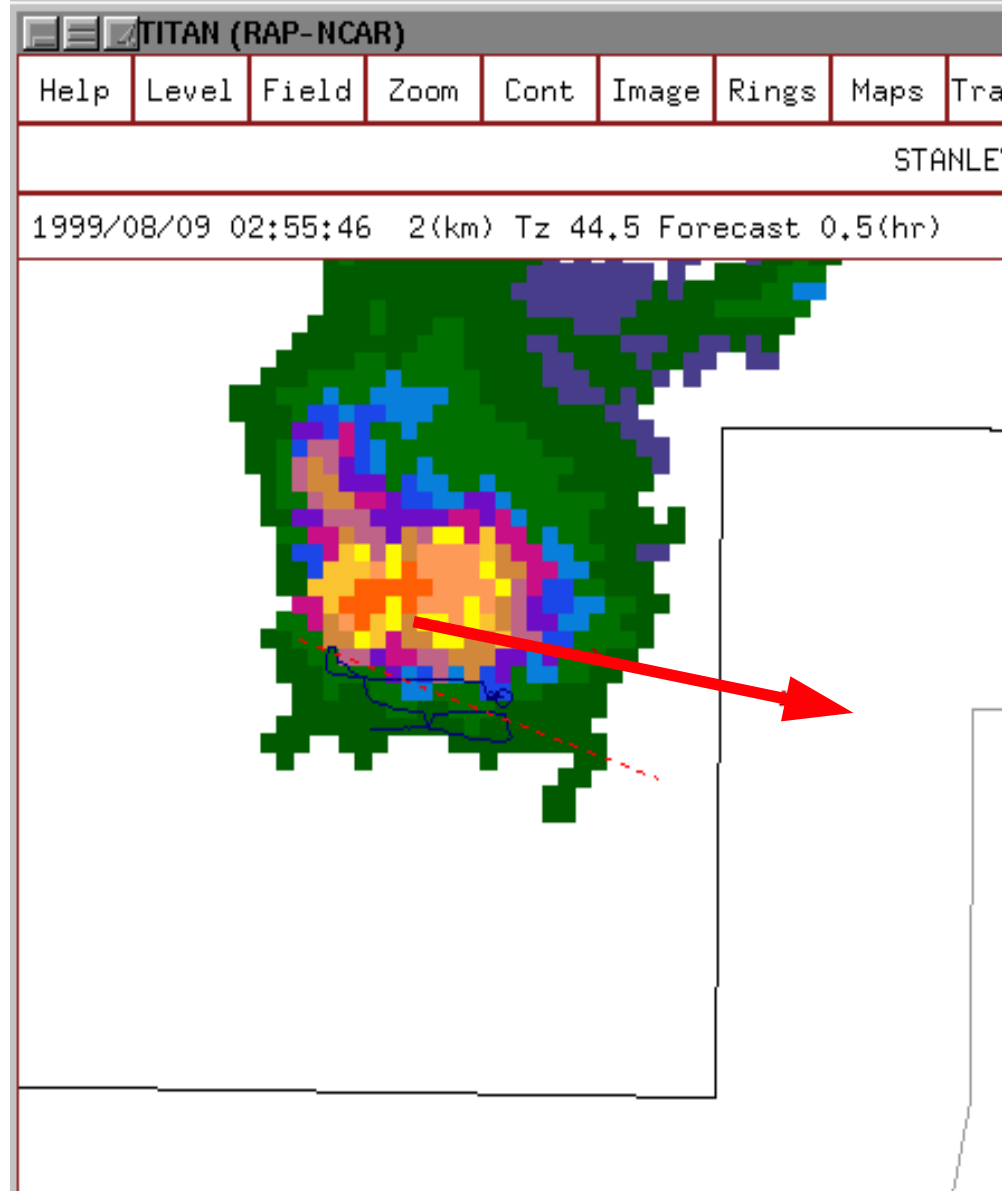 TITAN (RAP-NCAR)
Help Level Field Zoom Cont Image Rings Maps
1999/08/09 02:55:46 2(km) Tz 44.5 Forecast 0.5(hr)